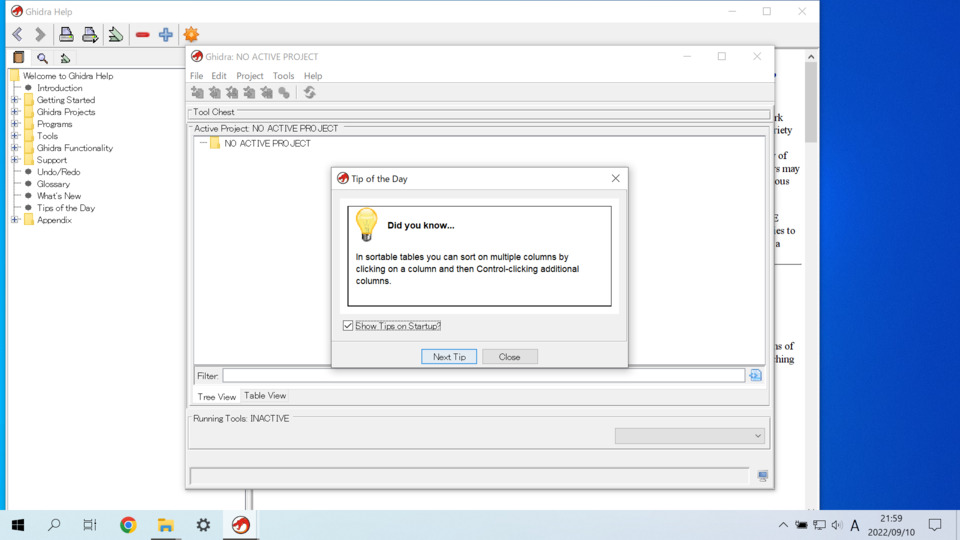 Ghidra Help
Welcome to Ghidra Help
Introduction
Getting Started
Ghidra Projects
Programs
Tools
Ghidra Functionality
Support
Undo/Redo
Glossary
What's New
Tips of the Day
Appendix
Ghidra: NO ACTIVE PROJECT
File Edit Project Tools Help
Tool Chest
Active Project: NO ACTIVE PROJECT
NO ACTIVE PROJECT
Tip of the Day
Did you know...
In sortable tables you can sort on multiple columns by
clicking on a column and then Control-clicking additional
columns.
Show Tips on Startup?
Next Tip Close
Filter:
Tree View Table View
Running Tools: INACTIVE
of
s may
to
a
ns of
A
21:59
2022/09/10